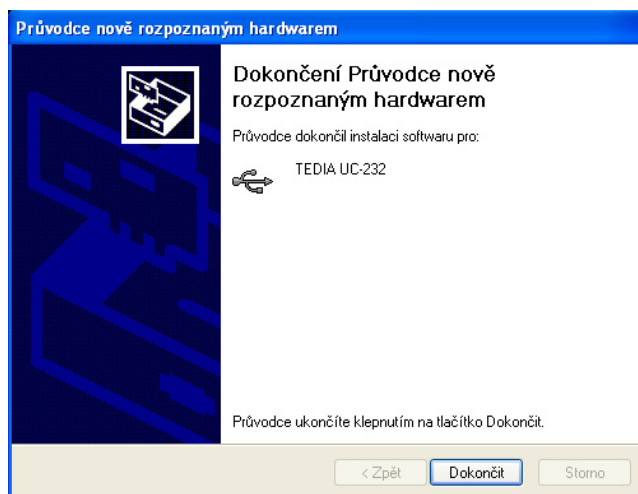 Průvodce nově rozpoznaným hardwarem
Dokončení Průvodce nově
rozpoznaným hardwarem
Průvodce dokončil instalaci softwaru pro:
TEDIA UC-232
Průvodce ukončíte klepnutím na tlačítko Dokončit.
< Zpět Dokončit Storno